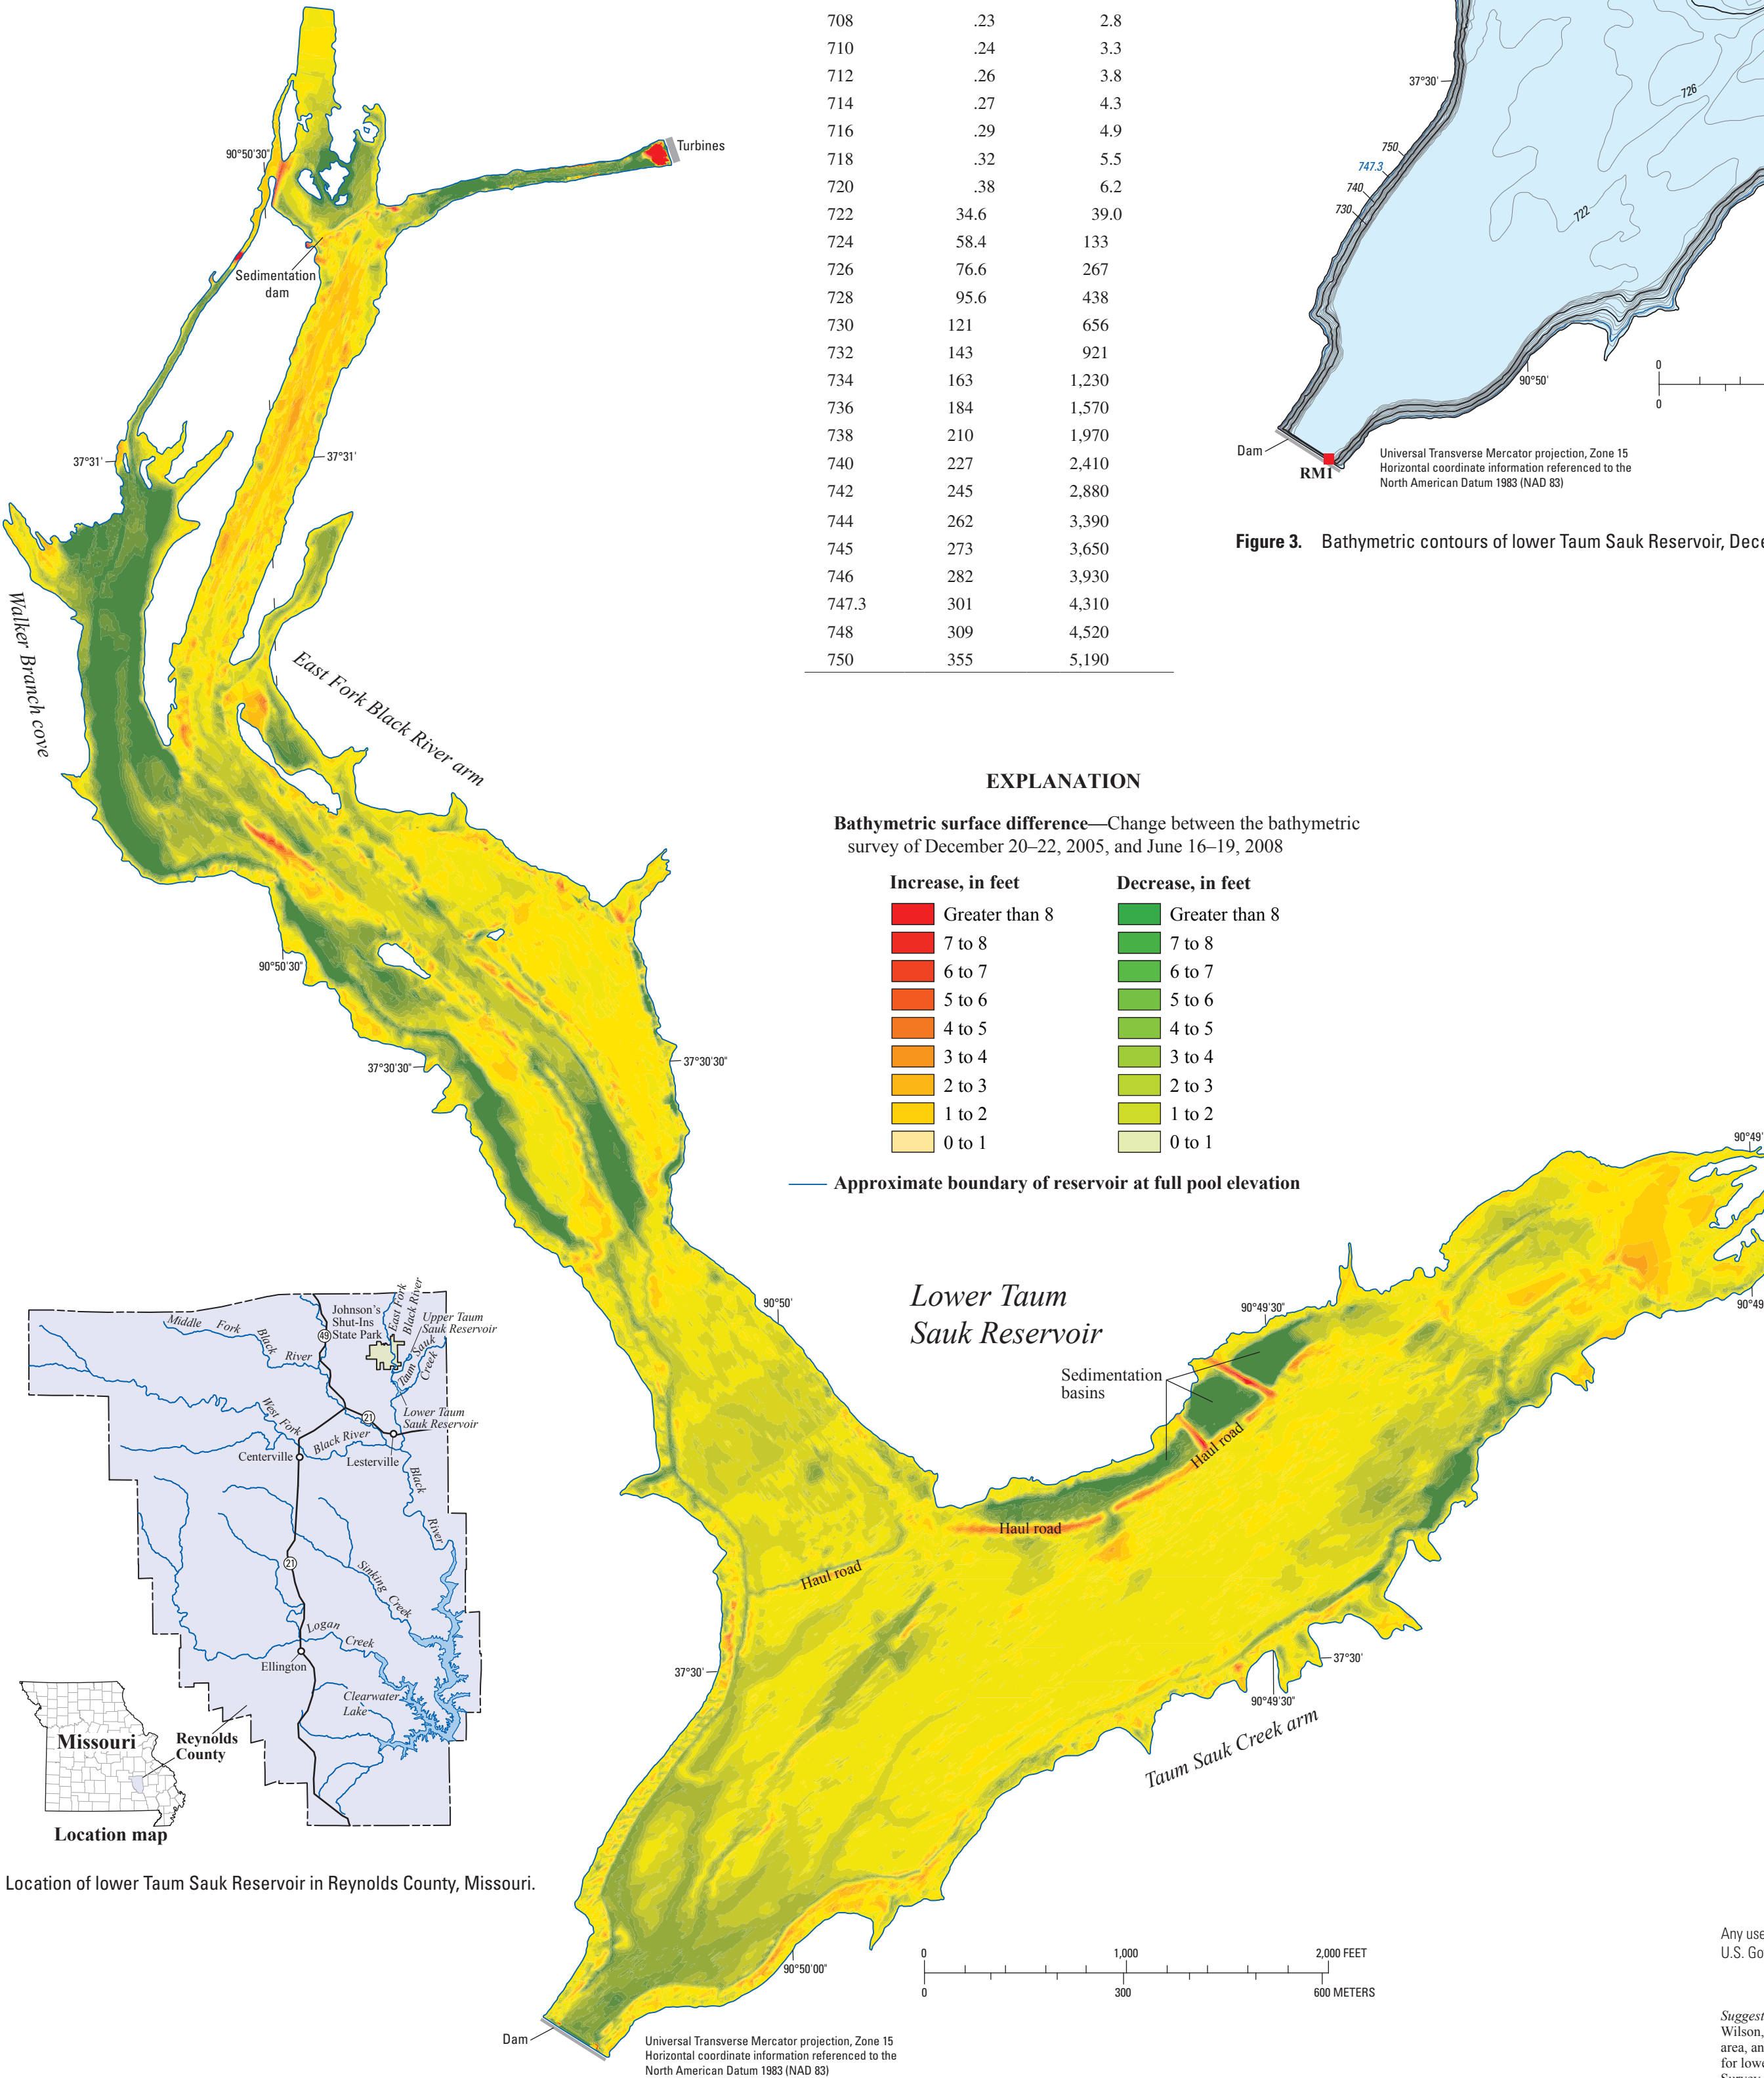 708 .23 2.8
710 .24 3.3
712 .26 3.8
714 .27 4.3
716 .29 4.9
718 .32 5.5
720 .38 6.2
722 34.6 39.0
724 58.4 133
726 76.6 267
728 95.6 438
730 121 656
732 143 921
734 163 1,230
736 184 1,570
738 210 1,970
740 227 2,410
742 245 2,880
744 262 3,390
745 273 3,650
746 282 3,930
747.3 301 4,310
748 309 4,520
750 355 5,190
37°30'
726
750
747.3
740
730
722
90°50'
0
0
Dam
RM1
Universal Transverse Mercator projection, Zone 15
Horizontal coordinate information referenced to the
North American Datum 1983 (NAD 83)
Figure 3. Bathymetric contours of lower Taum Sauk Reservoir, Dece
90°50'30"
Turbines
Sedimentation
dam
37°31'
37°31'
Walker Branch cove
East Fork Black River arm
EXPLANATION
Bathymetric surface difference—Change between the bathymetric
survey of December 20–22, 2005, and June 16–19, 2008
Increase, in feet Decrease, in feet
Greater than 8 Greater than 8
7 to 8 7 to 8
6 to 7 6 to 7
5 to 6 5 to 6
4 to 5 4 to 5
3 to 4 3 to 4
2 to 3 2 to 3
1 to 2 1 to 2
0 to 1 0 to 1
Approximate boundary of reservoir at full pool elevation
90°50'30"
37°30'30"
37°30'30"
90°49'
90°49
90°50'
Lower Taum
Sauk Reservoir
90°49'30"
Sedimentation
basins
Haul road
Haul road
Haul road
37°30'
37°30'
90°49'30"
Taum Sauk Creek arm
90°50'00"
Dam
0 1,000 2,000 FEET
0 300 600 METERS
Universal Transverse Mercator projection, Zone 15
Horizontal coordinate information referenced to the
North American Datum 1983 (NAD 83)
Johnson's
Shut-Ins
State Park
East Fork
Black River
Upper Taum
Sauk Reservoir
Middle Fork
Black
River
49
Taum Sauk
Creek
Lower Taum
Sauk Reservoir
21
West Fork
Black River
Centerville
Lesterville
Black
River
21
Sinking
Creek
Logan
Creek
Ellington
Clearwater
Lake
Missouri
Reynolds
County
Location map
Location of lower Taum Sauk Reservoir in Reynolds County, Missouri.
Any use
U.S. Go
Suggest
Wilson,
area, an
for lowe
Survey